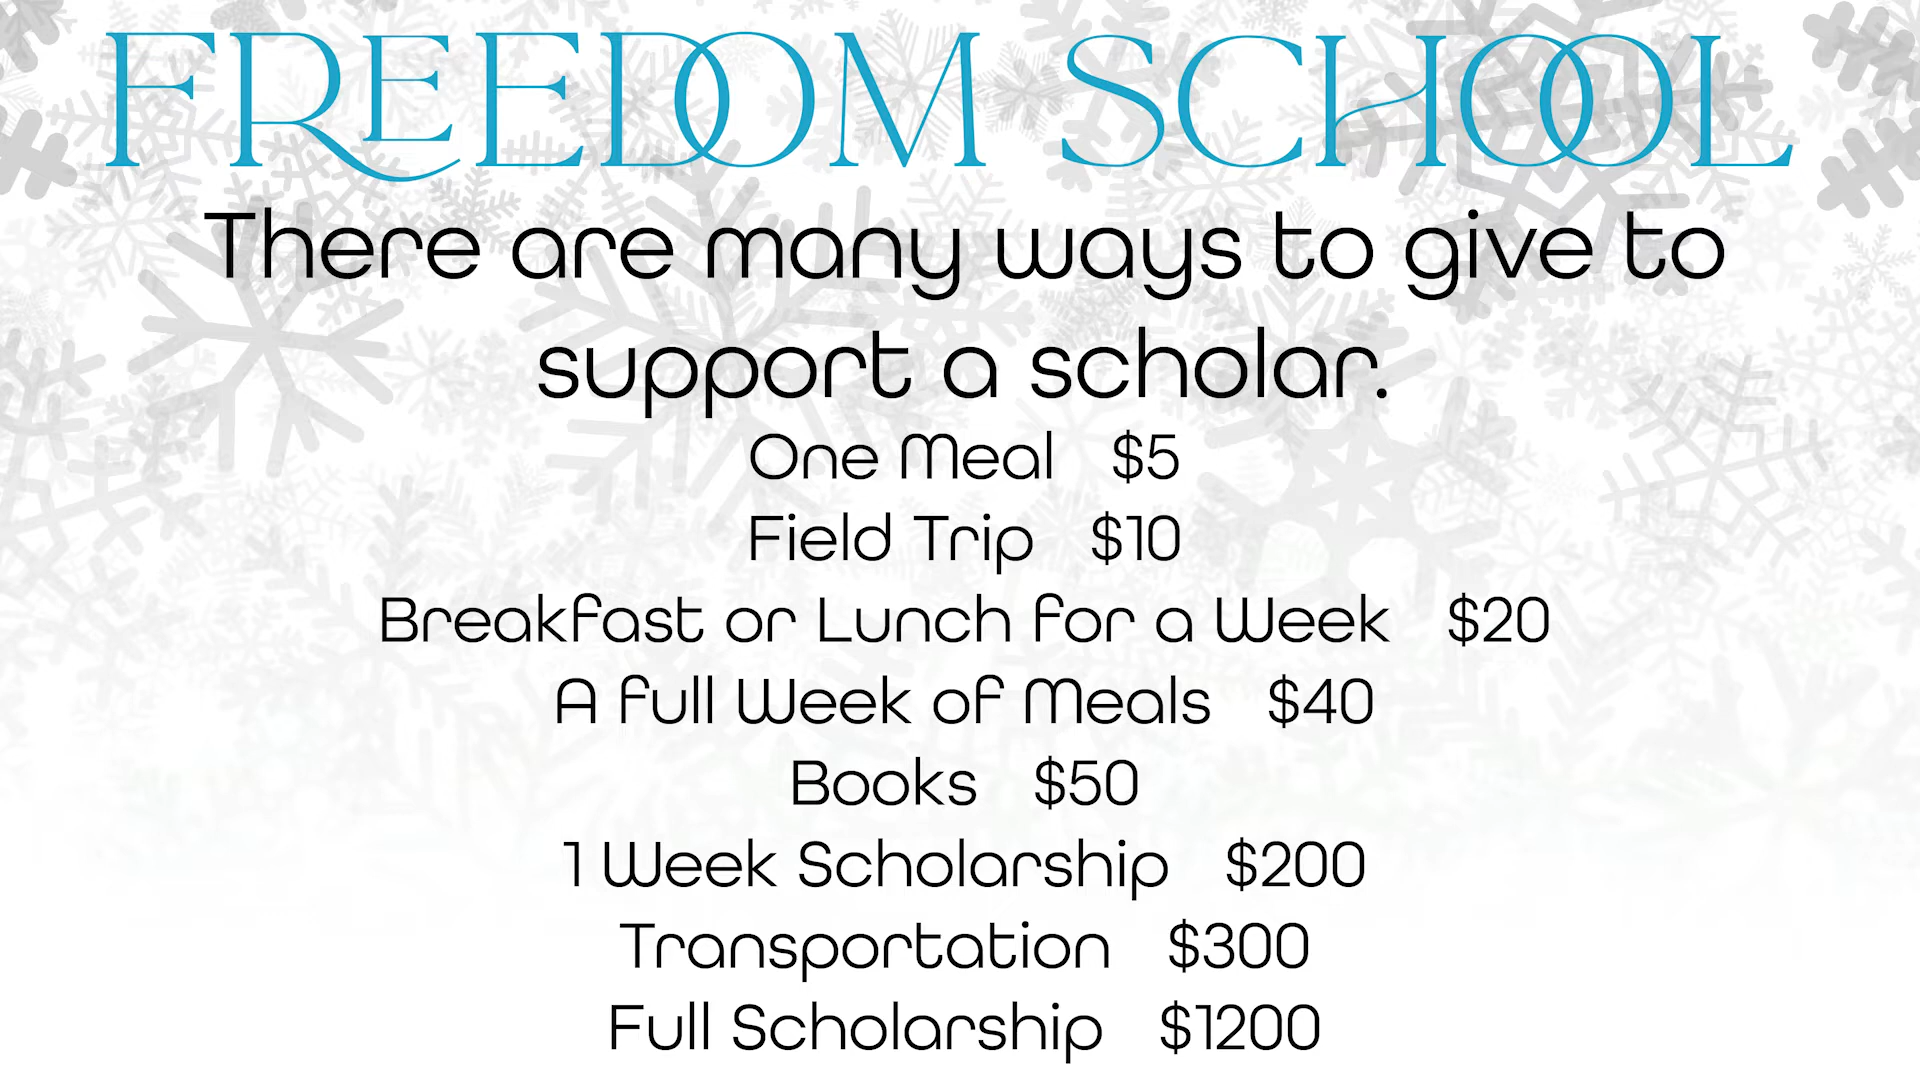 FREEDOM SCHOOL
There are many ways to give to
support a scholar.
One Meal $5
Field Trip $10
Breakfast or Lunch for a Week $20
A full Week of Meals $40
Books $50
1 Week Scholarship $200
Transportation $300
Full Scholarship $1200